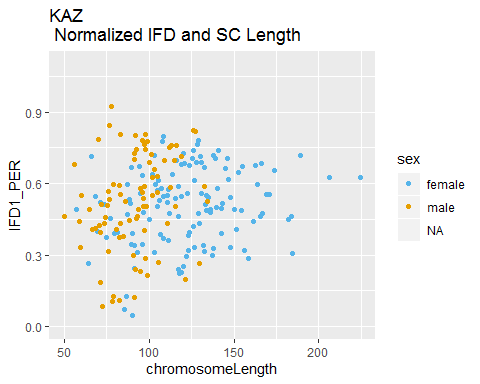 KAZ
Normalized IFD and SC Length
IFD1_PER
0.9
0.6
0.3
0.0
50
100
150
200
chromosomeLength
sex
female
male
NA